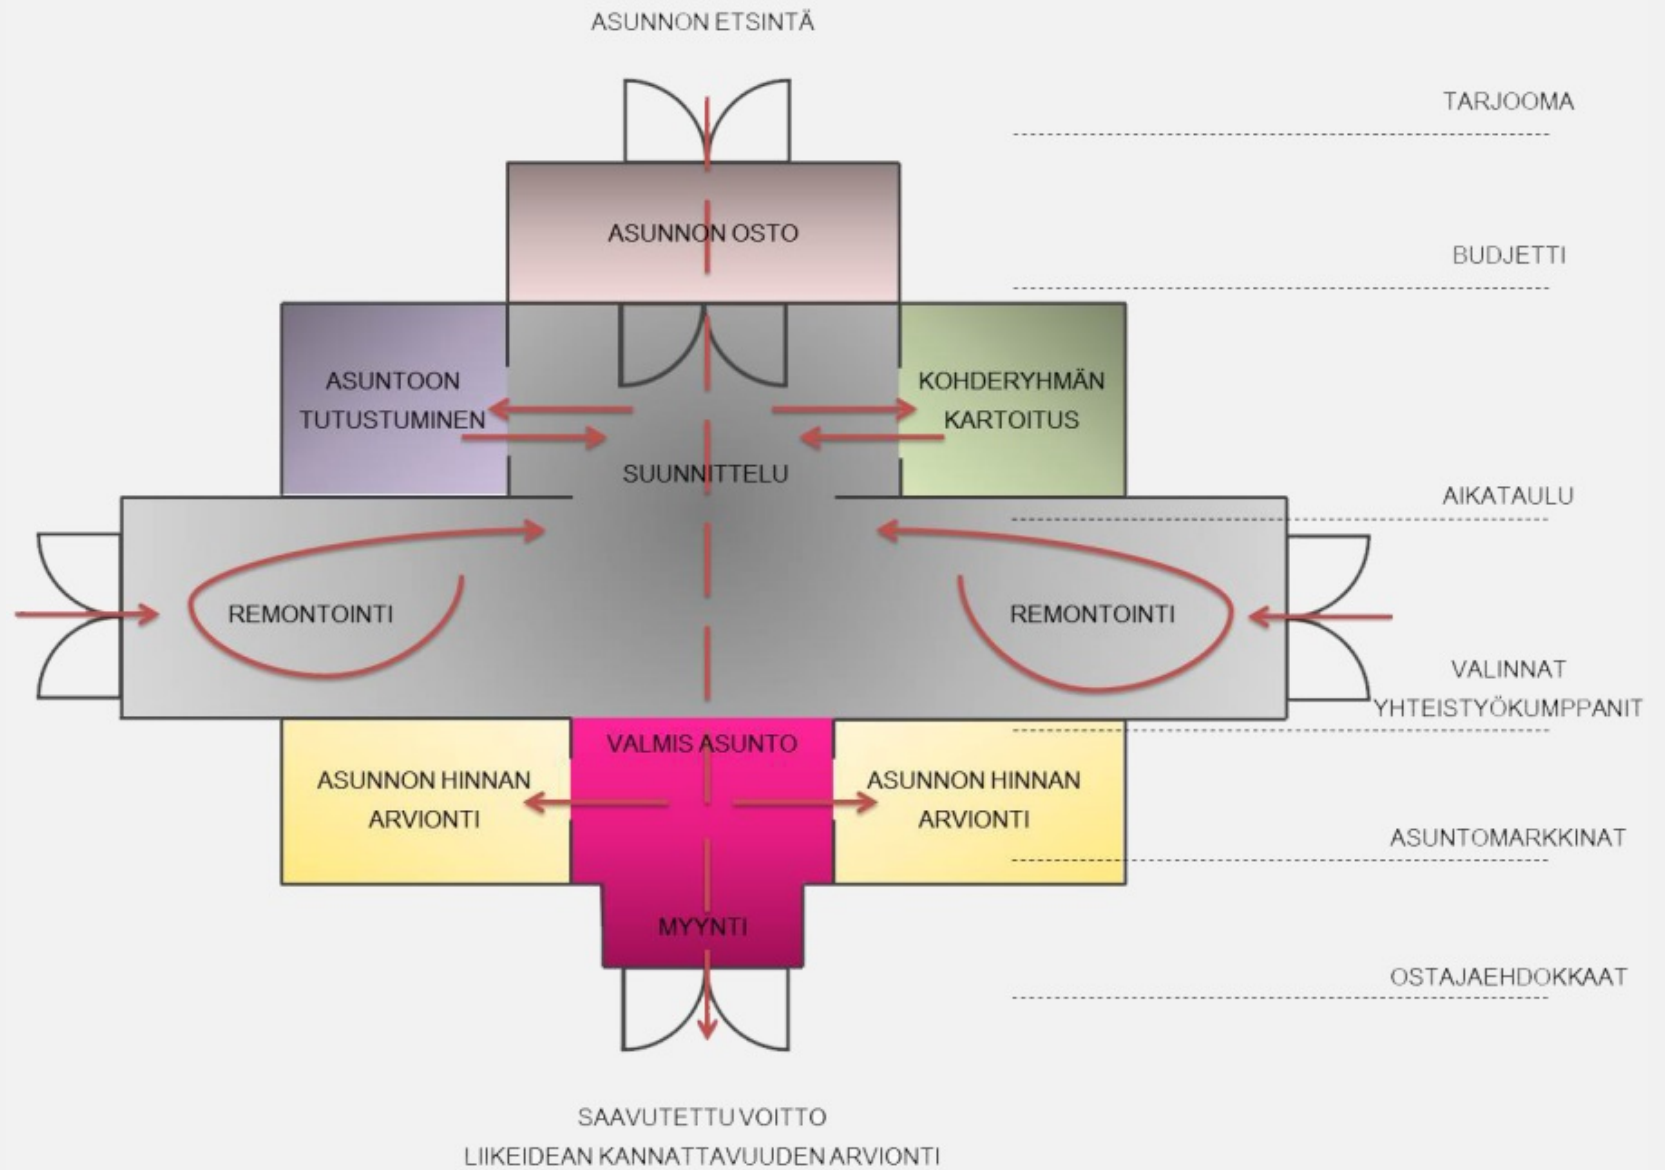 ASUNNON ETSINTÄ
TARJOOMA
ASUNNON OSTO
BUDJETTI
ASUNTOON
TUTUSTUMINEN
KOHDERYHMÄN
KARTOITUS
SUUNNITTELU
AIKATAULU
REMONTOINTI
REMONTOINTI
VALINNAT
YHTEISTYÖKUMPPANIT
VALMIS ASUNTO
ASUNNON HINNAN
ARVIONTI
ASUNNON HINNAN
ARVIONTI
ASUNTOMARKKINAT
MYYNTI
OSTAJAEHDOKKAAT
SAAVUTETTU VOITTO
LIIKEIDEAN KANNATTAVUUDEN ARVIONTI